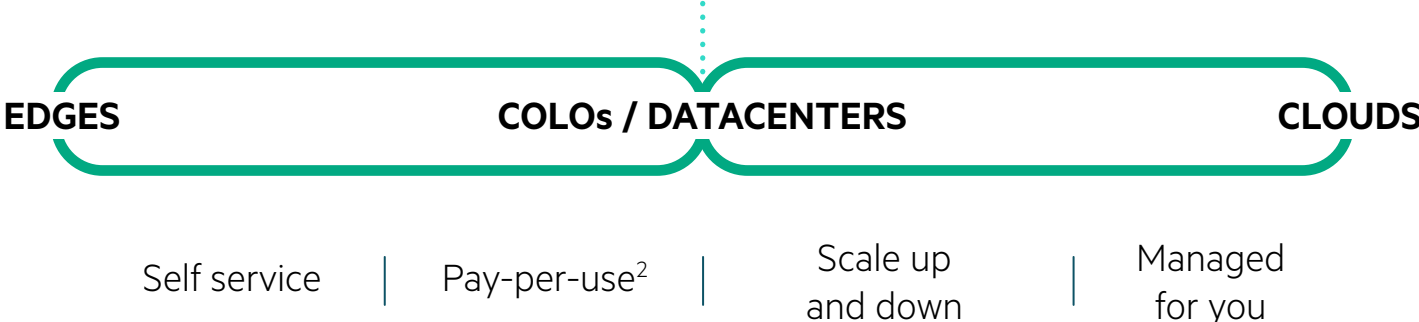 EDGES COLOs / DATACENTERS CLOUDS
Self service
Pay-per-use²
Scale up
and down
Managed
for you